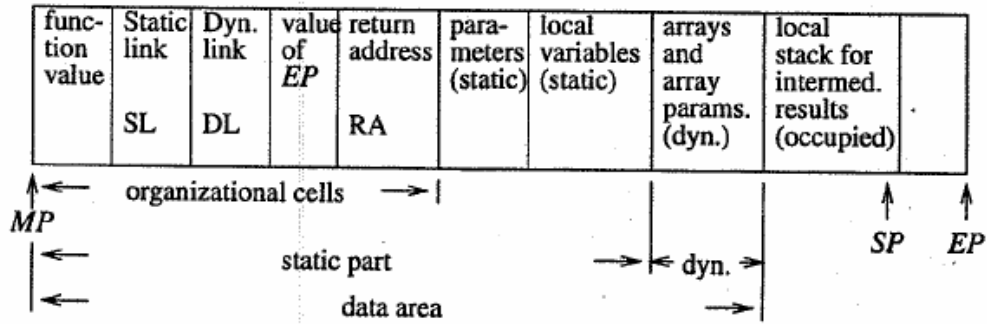 func-
tion
value
Static
link
SL
Dyn.
link
DL
value
of
EP
return
address
RA
para-
meters
(static)
local
variables
(static)
arrays
and
array
params.
(dyn.)
local
stack for
intermed.
results
(occupied)
organizational cells
MP
SP
EP
static part
dyn.
data area